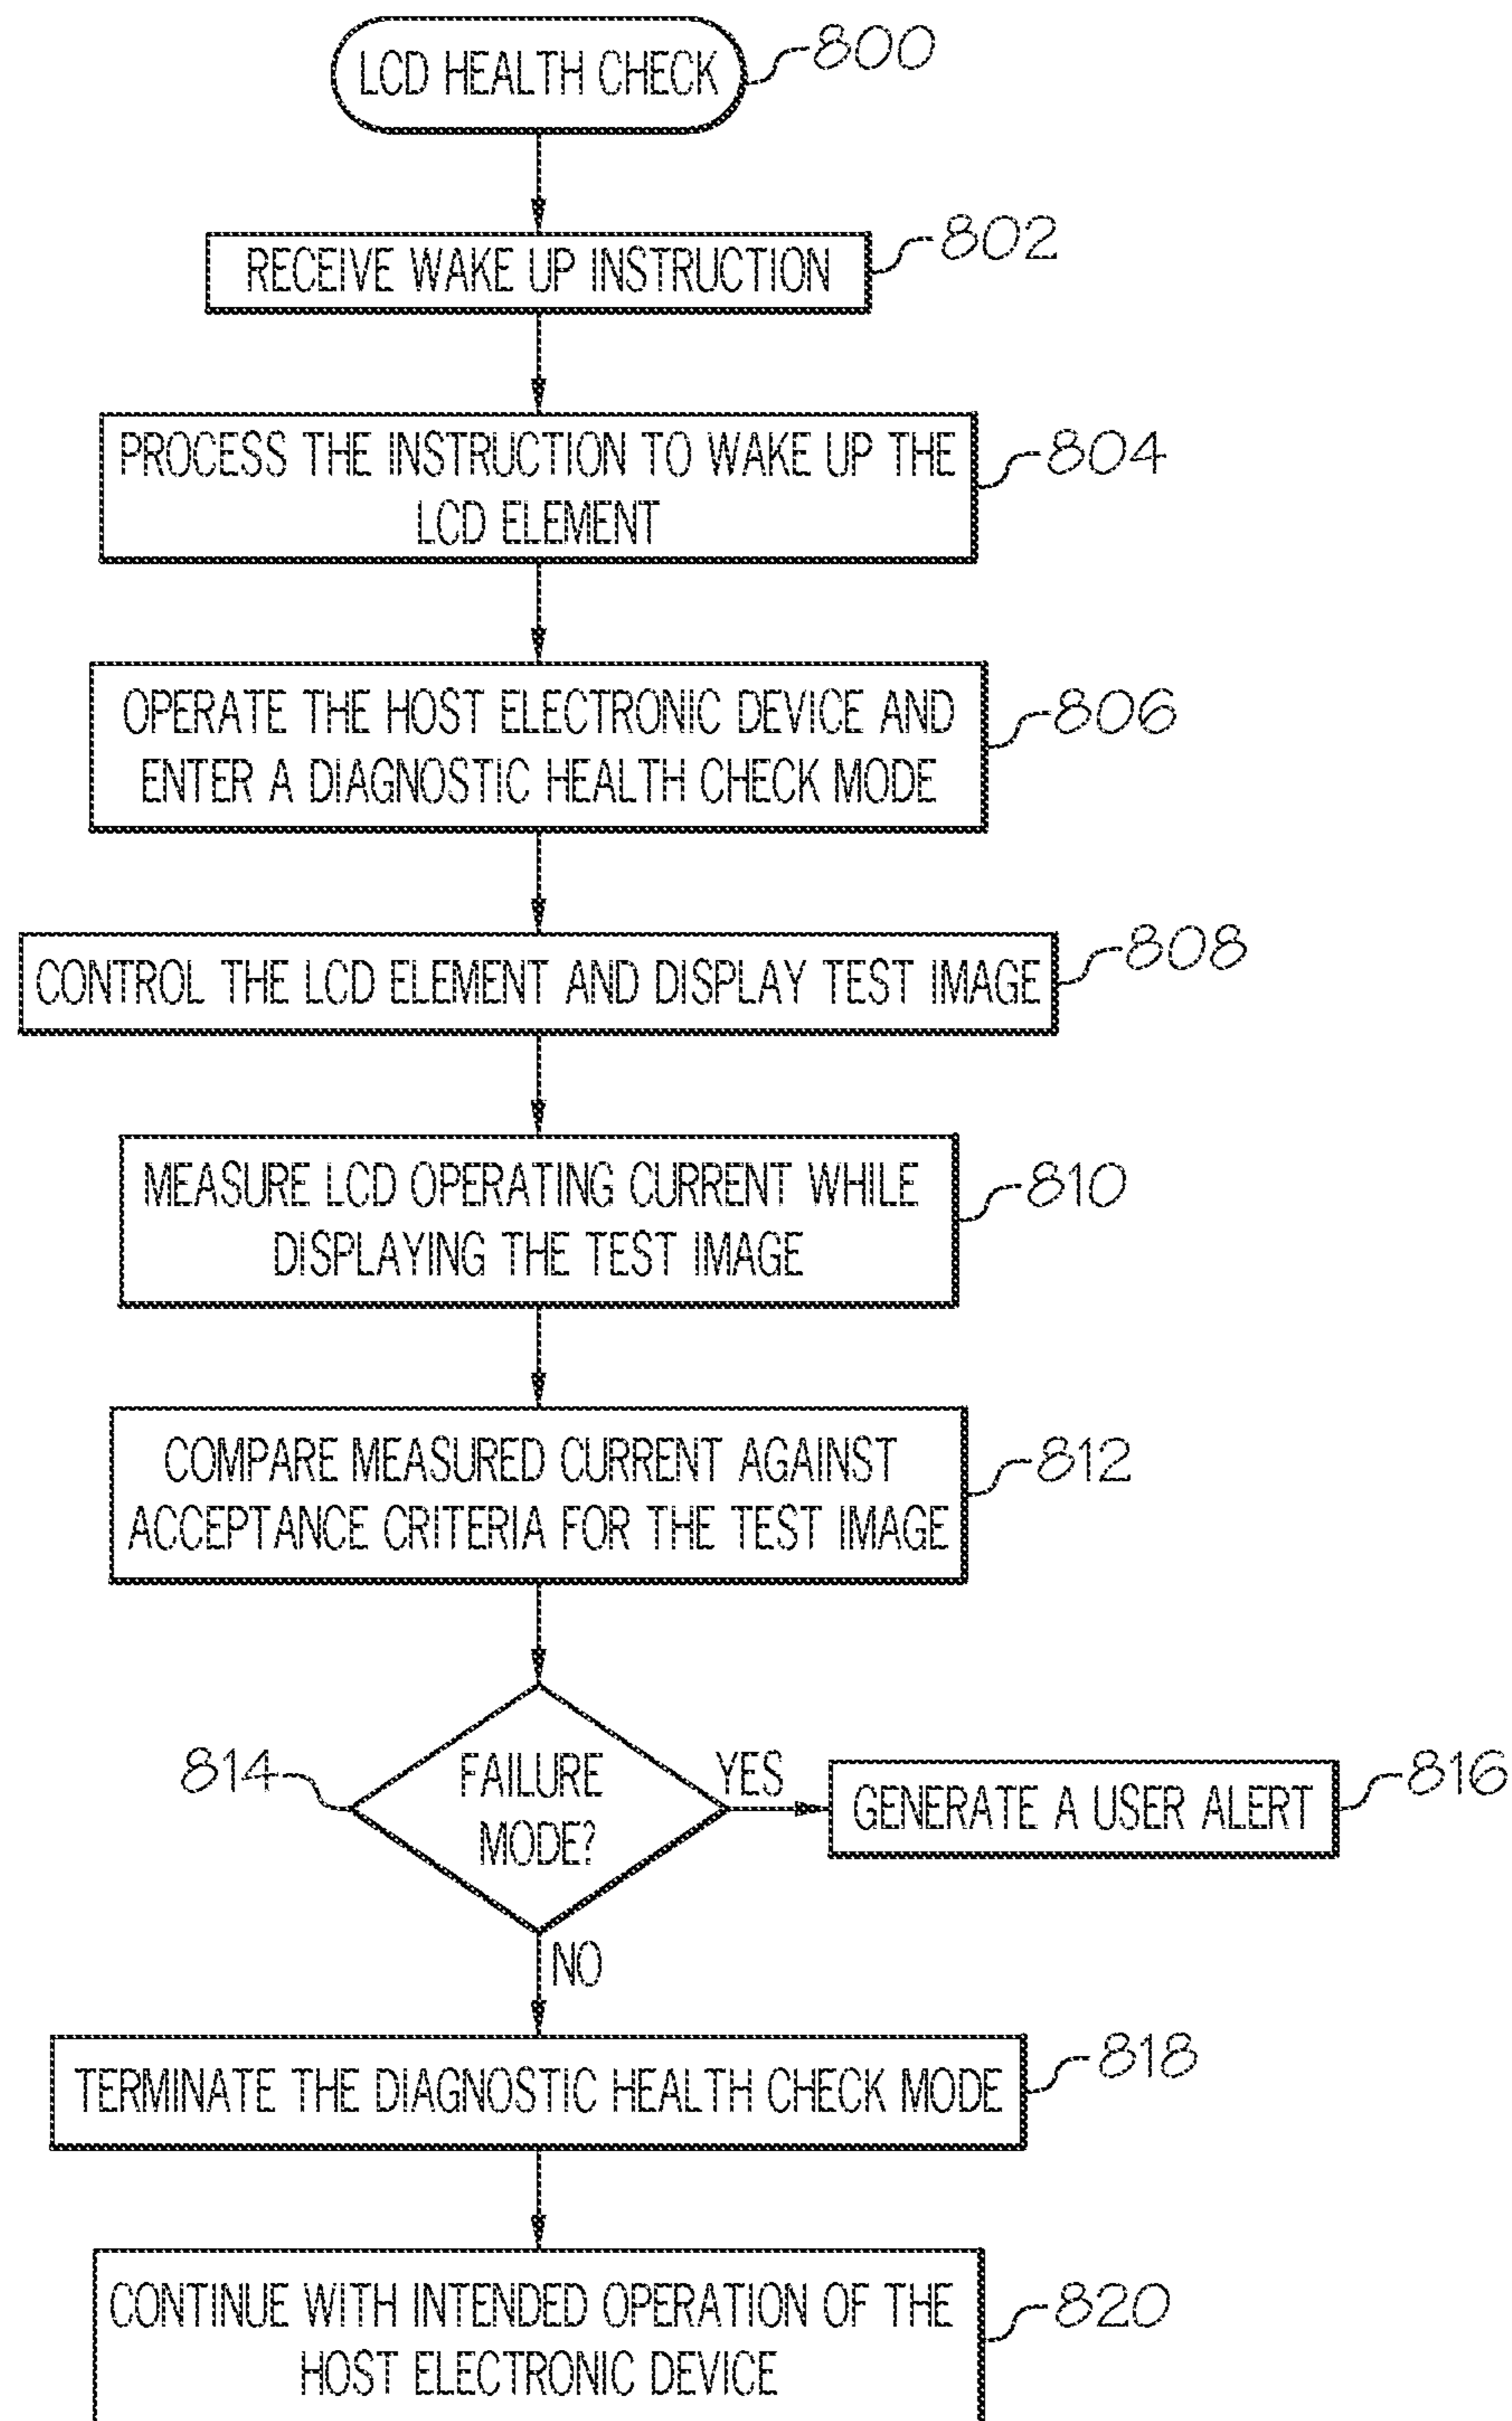 LCD HEALTH CHECK
800
RECEIVE WAKE UP INSTRUCTION
802
PROCESS THE INSTRUCTION TO WAKE UP THE
LCD ELEMENT
804
OPERATE THE HOST ELECTRONIC DEVICE AND
ENTER A DIAGNOSTIC HEALTH CHECK MODE
806
CONTROL THE LCD ELEMENT AND DISPLAY TEST IMAGE
808
MEASURE LCD OPERATING CURRENT WHILE
DISPLAYING THE TEST IMAGE
810
COMPARE MEASURED CURRENT AGAINST
ACCEPTANCE CRITERIA FOR THE TEST IMAGE
812
814
FAILURE
MODE?
YES
GENERATE A USER ALERT
816
NO
TERMINATE THE DIAGNOSTIC HEALTH CHECK MODE
818
CONTINUE WITH INTENDED OPERATION OF THE
HOST ELECTRONIC DEVICE
820